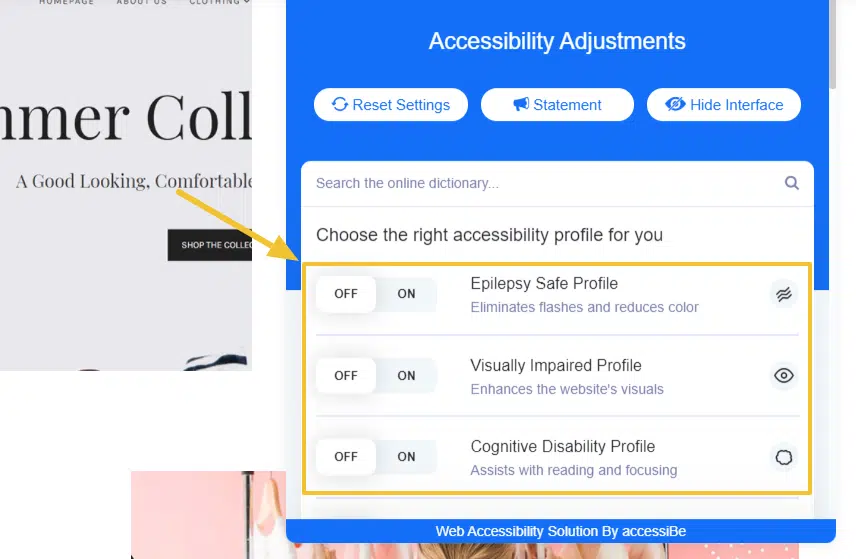 HOMEPAGE ABOUT US CLOTHING
Coll
A Good Looking, Comfortable
SHOP THE
Accessibility Adjustments
Reset Settings
Statement
Hide Interface
Search the online dictionary...
Choose the right accessibility profile for you
OFF ON
Epilepsy Safe Profile
Eliminates flashes and reduces color
OFF ON
Visually Impaired Profile
Enhances the website's visuals
OFF ON
Cognitive Disability Profile
Assists with reading and focusing
Web Accessibility Solution By accessiBe